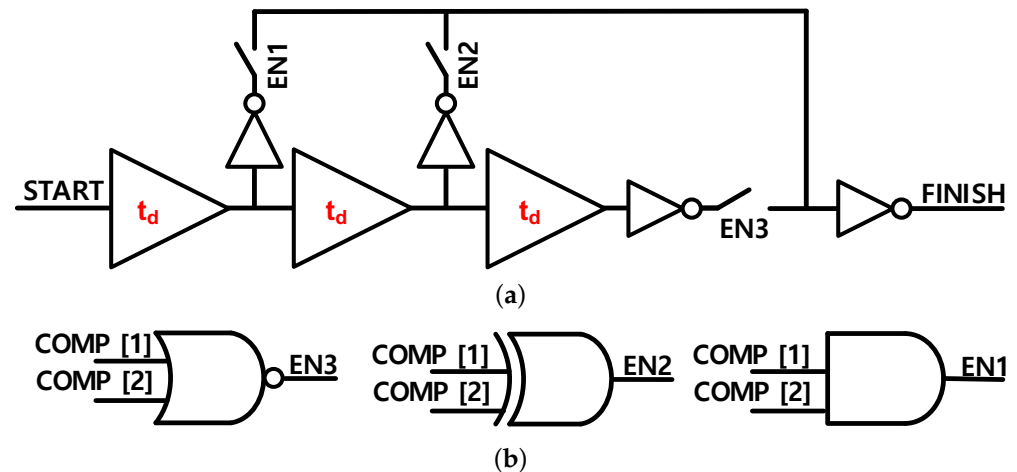 EN1
EN2
START
t_d
t_d
t_d
EN3
FINISH
(a)
COMP [1]
COMP [2]
EN3
COMP [1]
COMP [2]
EN2
COMP [1]
COMP [2]
EN1
(b)